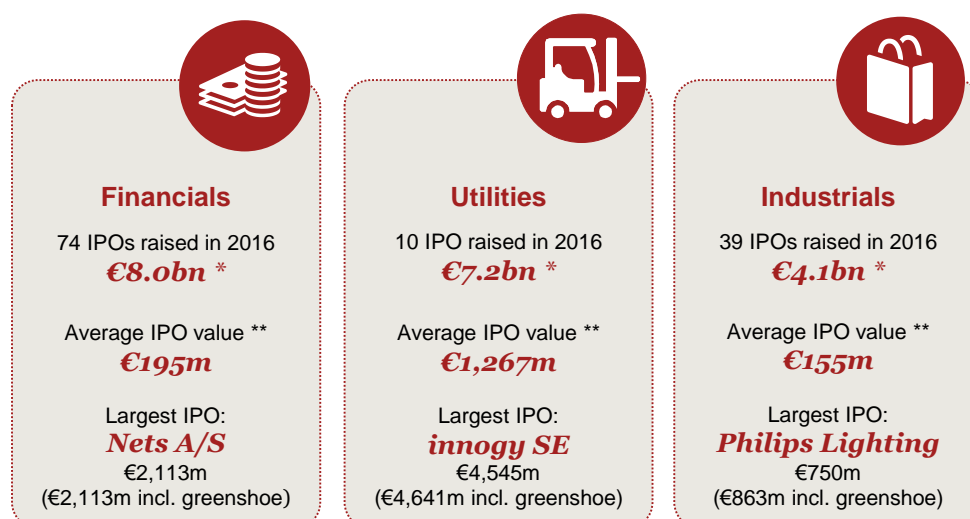 Financials
74 IPOs raised in 2016
€8.0bn *
Average IPO value **
€195m
Largest IPO:
Nets A/S
€2,113m
(€2,113m incl. greenshoe)
Utilities
10 IPO raised in 2016
€7.2bn *
Average IPO value **
€1,267m
Largest IPO:
innogy SE
€4,545m
(€4,641m incl. greenshoe)
Industrials
39 IPOs raised in 2016
€4.1bn *
Average IPO value **
€155m
Largest IPO:
Philips Lighting
€750m
(€863m incl. greenshoe)